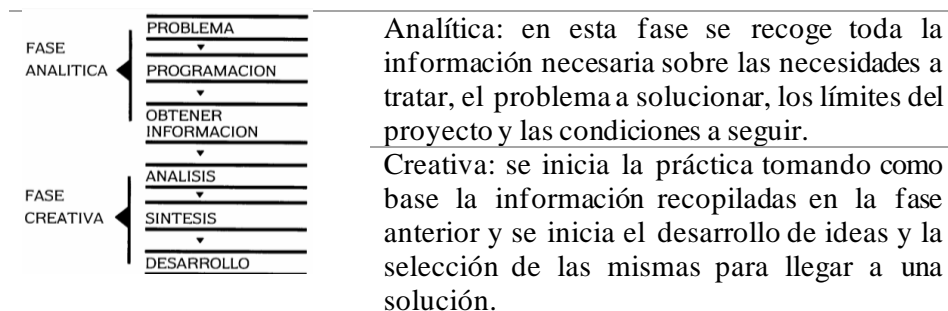 PROBLEMA
FASE
ANALITICA
PROGRAMACION
OBTENER
INFORMACION
ANALISIS
FASE
CREATIVA
SINTESIS
DESARROLLO
Analítica: en esta fase se recoge toda la
información necesaria sobre las necesidades a
tratar, el problema a solucionar, los límites del
proyecto y las condiciones a seguir.
Creativa: se inicia la práctica tomando como
base la información recopiladas en la fase
anterior y se inicia el desarrollo de ideas y la
selección de las mismas para llegar a una
solución.